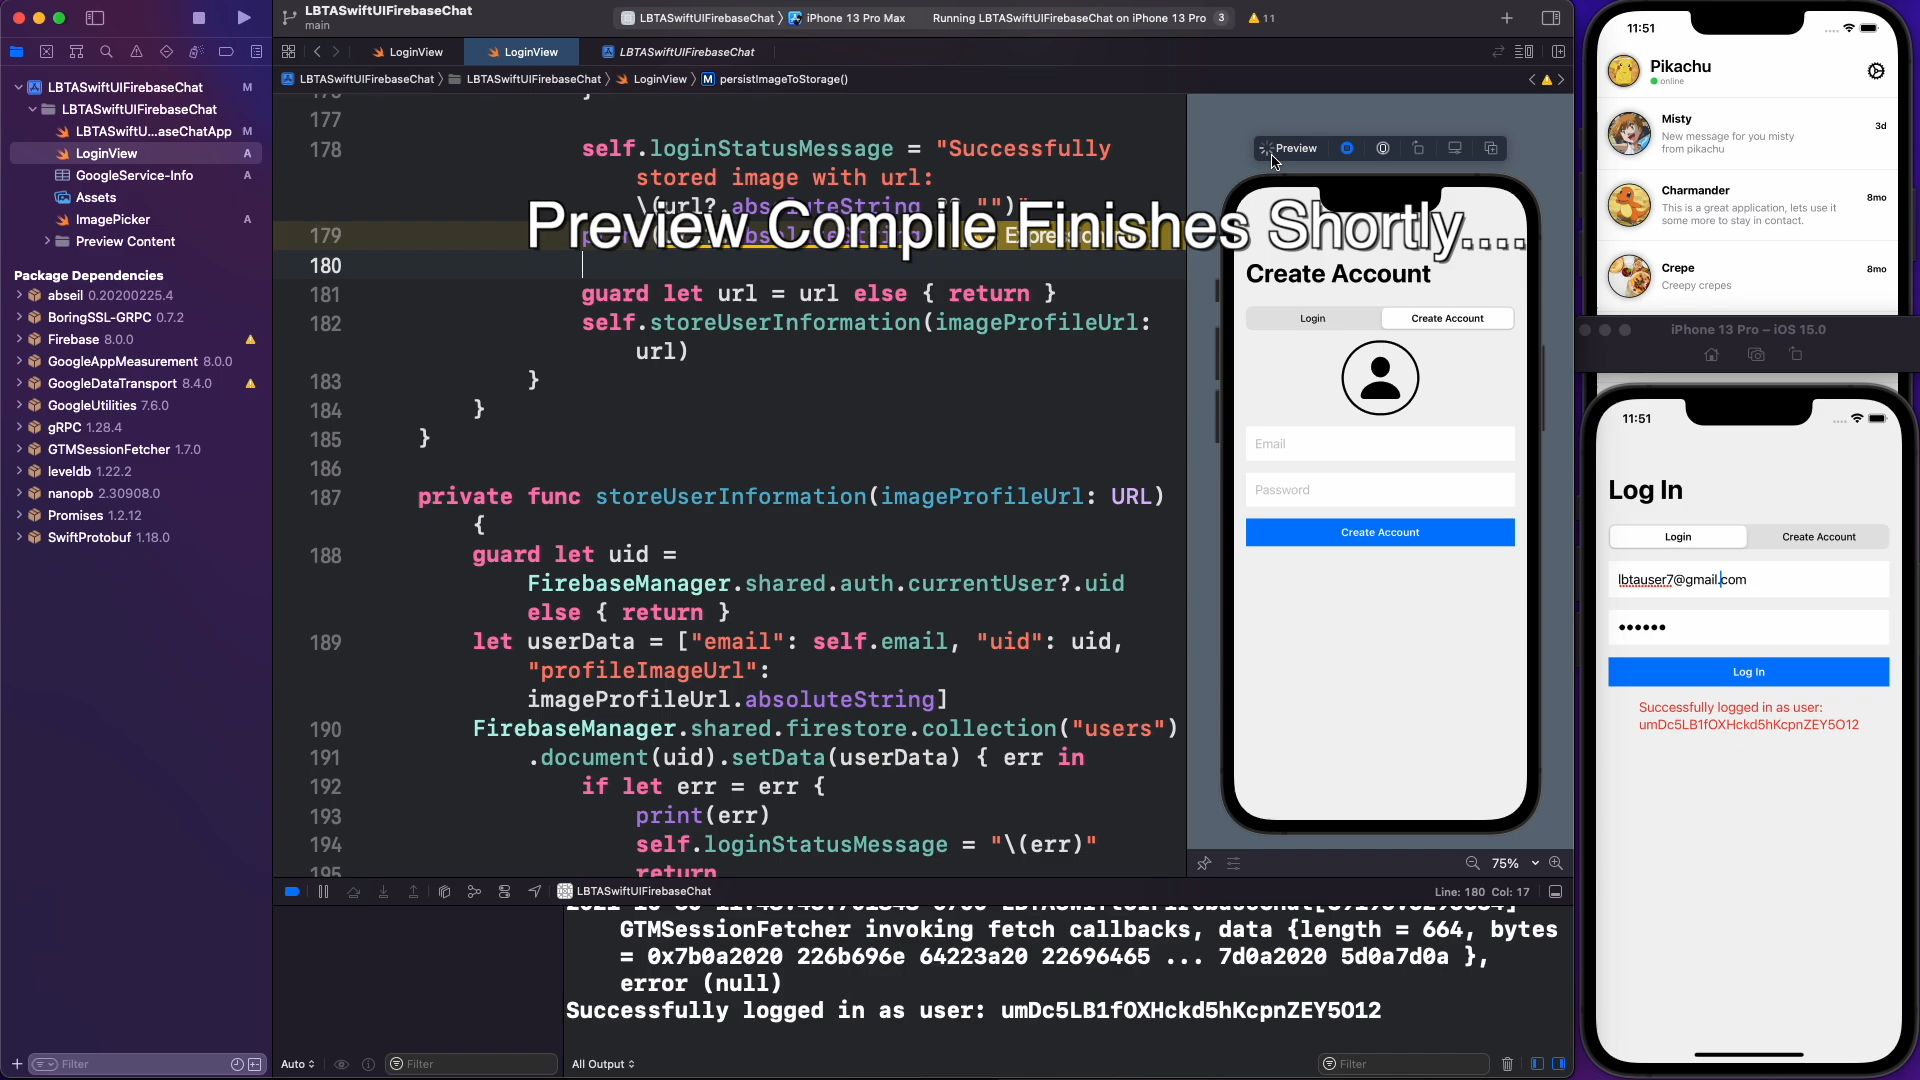 LBTASwiftUIFirebaseChat
main
LBTASwiftUIFirebaseChat
iPhone 13 Pro Max
Running LBTASwiftUIFirebaseChat on iPhone 13 Pro
3
11
LoginView
LoginView
LBTASwiftUIFirebaseChat
LBTASwiftUIFirebaseChat
LBTASwiftUIFirebaseChat
LoginView
M persistImageToStorage()
LBTASwiftUIFirebaseChat M
LBTASwiftUIFirebaseChat
LBTASwiftU...aseChatApp M
LoginView A
GoogleService-Info A
Assets
ImagePicker A
Preview Content
Package Dependencies
abseil 0.20200225.4
BoringSSL-GRPC 0.7.2
Firebase 8.0.0
GoogleAppMeasurement 8.0.0
GoogleDataTransport 8.4.0
GoogleUtilities 7.6.0
gRPC 1.28.4
GTMSessionFetcher 1.7.0
leveldb 1.22.2
nanopb 2.30908.0
Promises 1.2.12
SwiftProtobuf 1.18.0
Filter
177
178 self.loginStatusMessage = "Successfully
stored image with url:
\(url?.absoluteString ?? "")"
Preview Compile Finishes Shortly....
179
180
181 guard let url = url else { return }
182 self.storeUserInformation(imageProfileUrl:
url)
183 }
184 }
185 }
186
187 private func storeUserInformation(imageProfileUrl: URL)
{
188 guard let uid =
FirebaseManager.shared.auth.currentUser?.uid
else { return }
189 let userData = ["email": self.email, "uid": uid,
"profileImageUrl":
imageProfileUrl.absoluteString]
190 FirebaseManager.shared.firestore.collection("users")
191 .document(uid).setData(userData) { err in
192 if let err = err {
193 print(err)
194 self.loginStatusMessage = "\(err)"
195 return
Preview
Create Account
Login
Create Account
Email
Password
Create Account
75%
LBTASwiftUIFirebaseChat
Line: 180 Col: 17
GTMSessionFetcher invoking fetch callbacks, data {length = 664, bytes
= 0x7b0a2020 226b696e 64223a20 22696465 ... 7d0a2020 5d0a7d0a },
error (null)
Successfully logged in as user: umDc5LB1fOXHckd5hKcpnZEY5O12
Auto
Filter
All Output
Filter
11:51
Pikachu
online
Misty
New message for you misty
from pikachu
3d
Charmander
This is a great application, lets use it
some more to stay in contact.
8mo
Crepe
Creepy crepes
8mo
iPhone 13 Pro – iOS 15.0
11:51
Log In
Login
Create Account
lbtauser7@gmail.com
Log In
Successfully logged in as user:
umDc5LB1fOXHckd5hKcpnZEY5O12